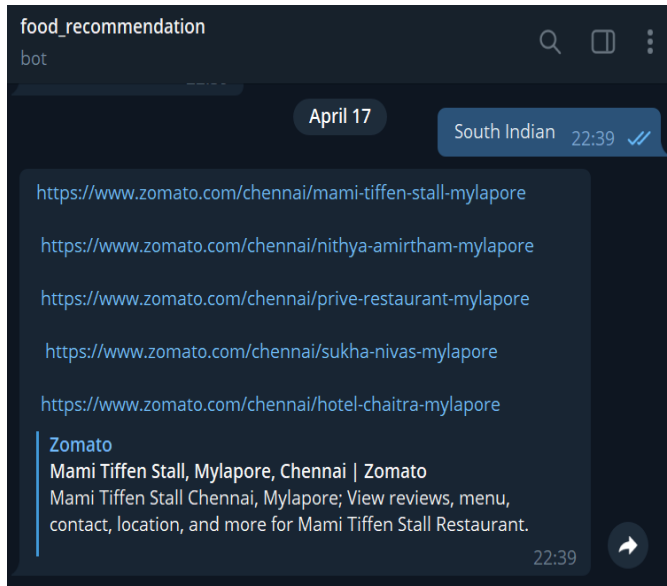 food_recommendation
bot
April 17
South Indian 22:39
https://www.zomato.com/chennai/mami-tiffen-stall-mylapore
https://www.zomato.com/chennai/nithya-amirtham-mylapore
https://www.zomato.com/chennai/prive-restaurant-mylapore
https://www.zomato.com/chennai/sukha-nivas-mylapore
https://www.zomato.com/chennai/hotel-chaitra-mylapore
Zomato
Mami Tiffen Stall, Mylapore, Chennai | Zomato
Mami Tiffen Stall Chennai, Mylapore; View reviews, menu,
contact, location, and more for Mami Tiffen Stall Restaurant.
22:39